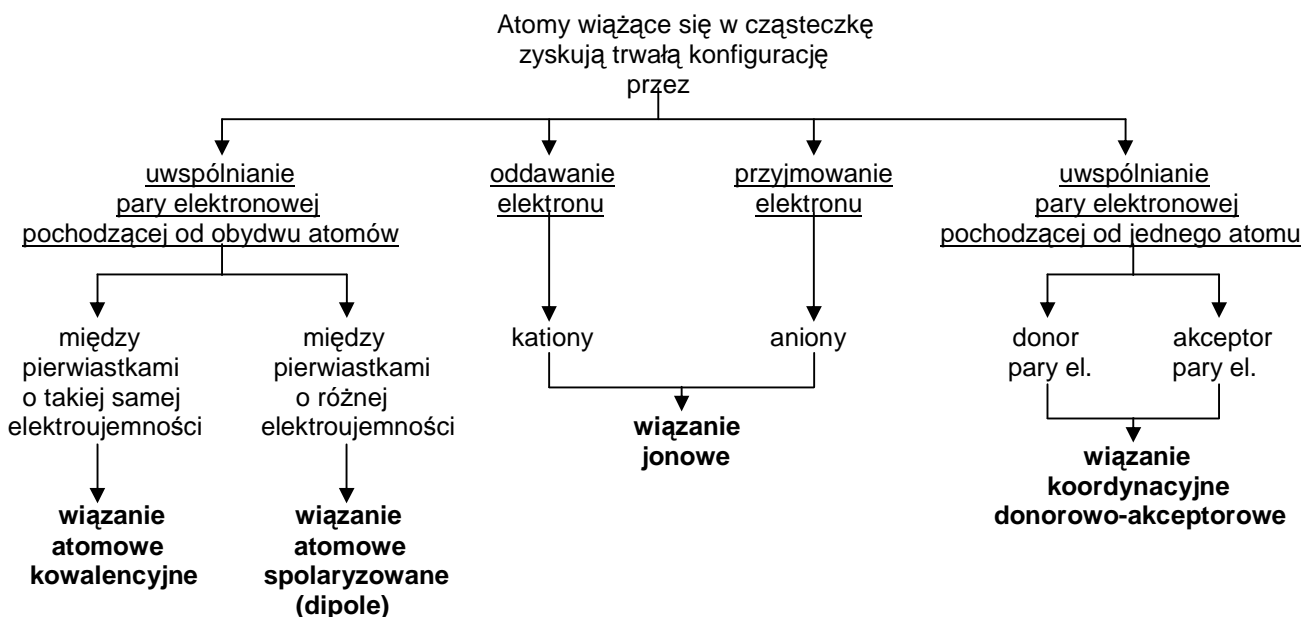 Atomy wiążące się w cząsteczkę
zyskują trwałą konfigurację
przez
uwspólnianie
pary elektronowej
pochodzącej od obydwu atomów
oddawanie
elektronu
przyjmowanie
elektronu
uwspólnianie
pary elektronowej
pochodzącej od jednego atomu
między
pierwiastkami
o takiej samej
elektroujemności
między
pierwiastkami
o różnej
elektroujemności
kationy
aniony
donor
pary el.
akceptor
pary el.
wiązanie
atomowe
kowalencyjne
wiązanie
atomowe
spolaryzowane
(dipole)
wiązanie
jonowe
wiązanie
koordynacyjne
donorowo-akceptorowe